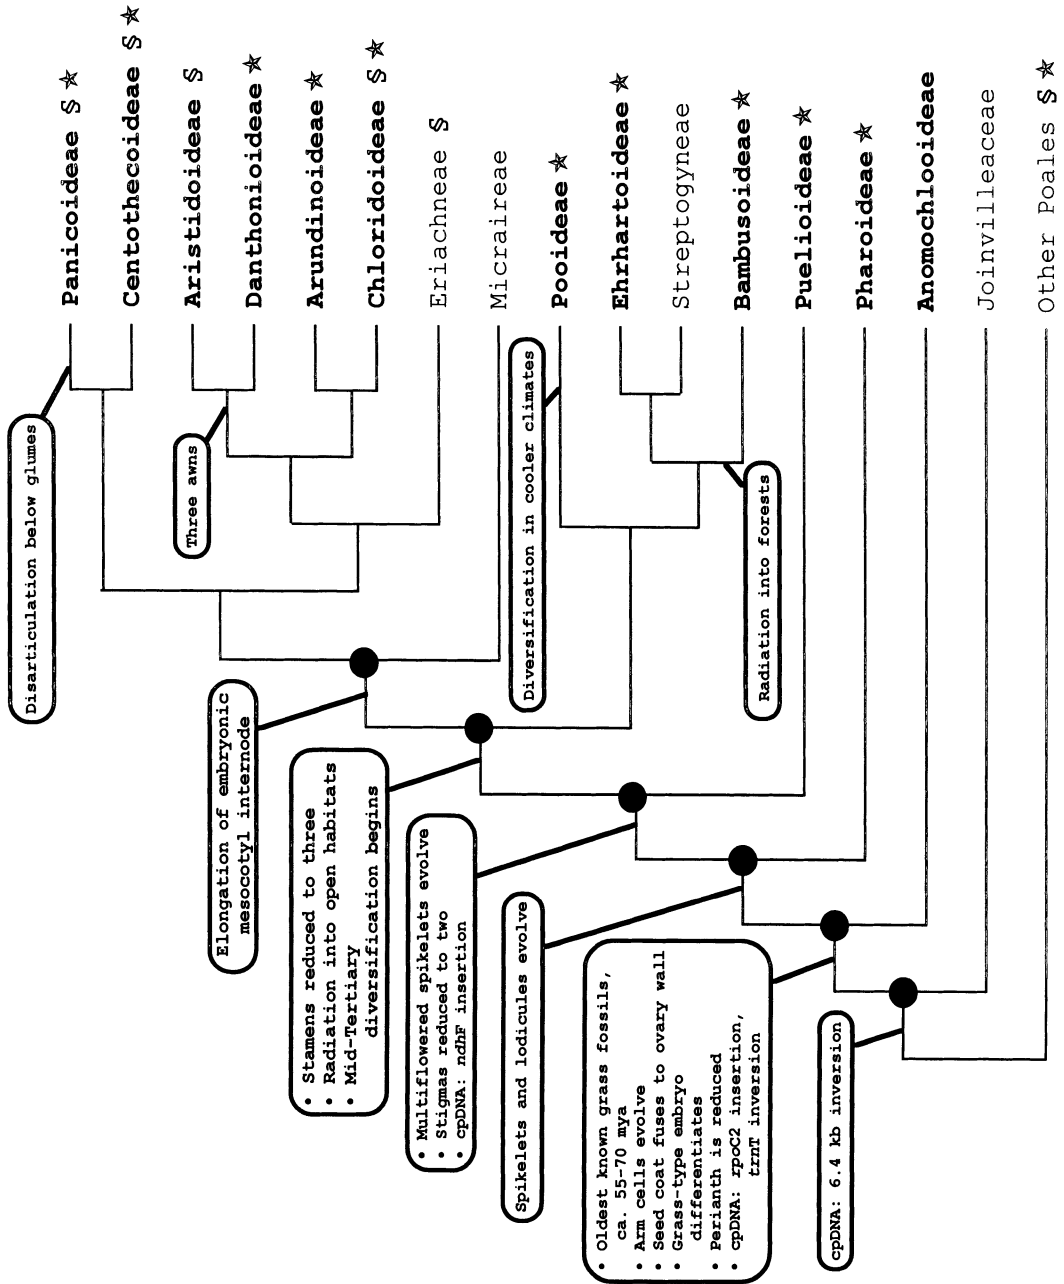 Panicoideae § ☆
Centothecoideae § ☆
Aristidoideae §
Danthonioideae ☆
Arundinoideae ☆
Chloridoideae § ☆
Eriachneae §
Micraireae
Pooideae ☆
Ehrhartoideae ☆
Streptogyneae
Bambusoideae ☆
Puelioideae ☆
Pharoideae ☆
Anomochlooideae
Joinvilleaceae
Other Poales § ☆
Disarticulation below glumes
Three awns
Diversification in cooler climates
Radiation into forests
Elongation of embryonic
mesocotyl internode
• Stamens reduced to three
• Radiation into open habitats
• Mid-Tertiary
diversification begins
• Multiflowered spikelets evolve
• Stigmas reduced to two
• cpDNA: ndhF insertion
Spikelets and lodicules evolve
• Oldest known grass fossils,
ca. 55-70 mya
• Arm cells evolve
• Seed coat fuses to ovary wall
• Grass-type embryo
differentiates
• Perianth is reduced
• cpDNA: rpoC2 insertion,
trnT inversion
cpDNA: 6.4 kb inversion